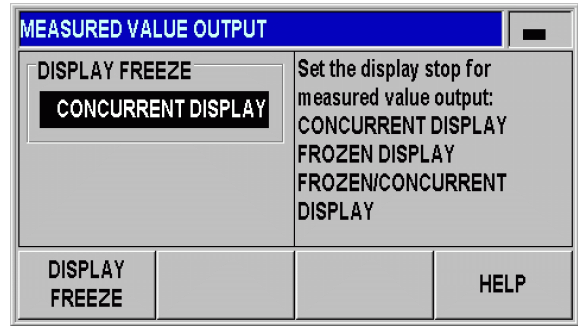 MEASURED VALUE OUTPUT
DISPLAY FREEZE
CONCURRENT DISPLAY
Set the display stop for
measured value output:
CONCURRENT DISPLAY
FROZEN DISPLAY
FROZEN/CONCURRENT
DISPLAY
DISPLAY
FREEZE
HELP